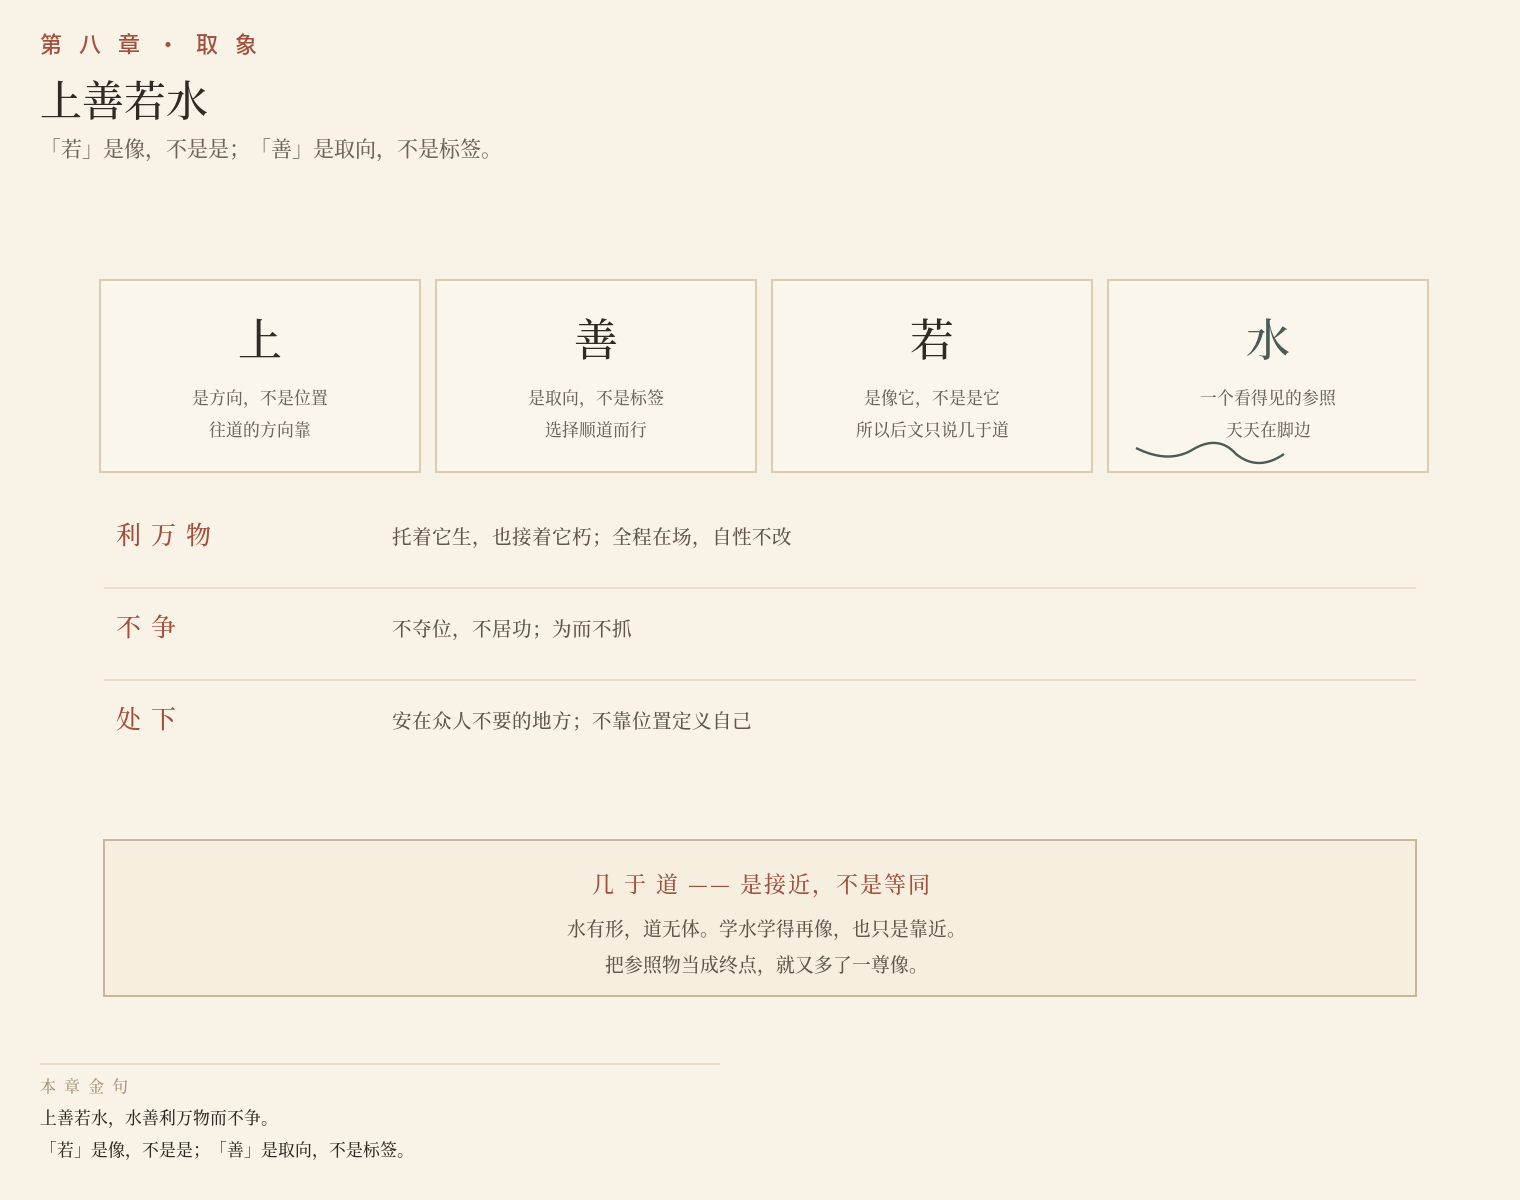 第八章·取象
上善若水
「若」是像，不是是；「善」是取向，不是标签。
上
是方向，不是位置
往道的方向靠
善
是取向，不是标签
选择顺道而行
若
是像它，不是是它
所以后文只说几于道
水
一个看得见的参照
天天在脚边
利万物 托着它生，也接着它朽；全程在场，自性不改
不争 不夺位，不居功；为而不抓
处下 安在众人不要的地方；不靠位置定义自己
几于道 —— 是接近，不是等同
水有形，道无体。学水学得再像，也只是靠近。
把参照物当成终点，就又多了一尊像。
本章金句
上善若水，水善利万物而不争。
「若」是像，不是是；「善」是取向，不是标签。